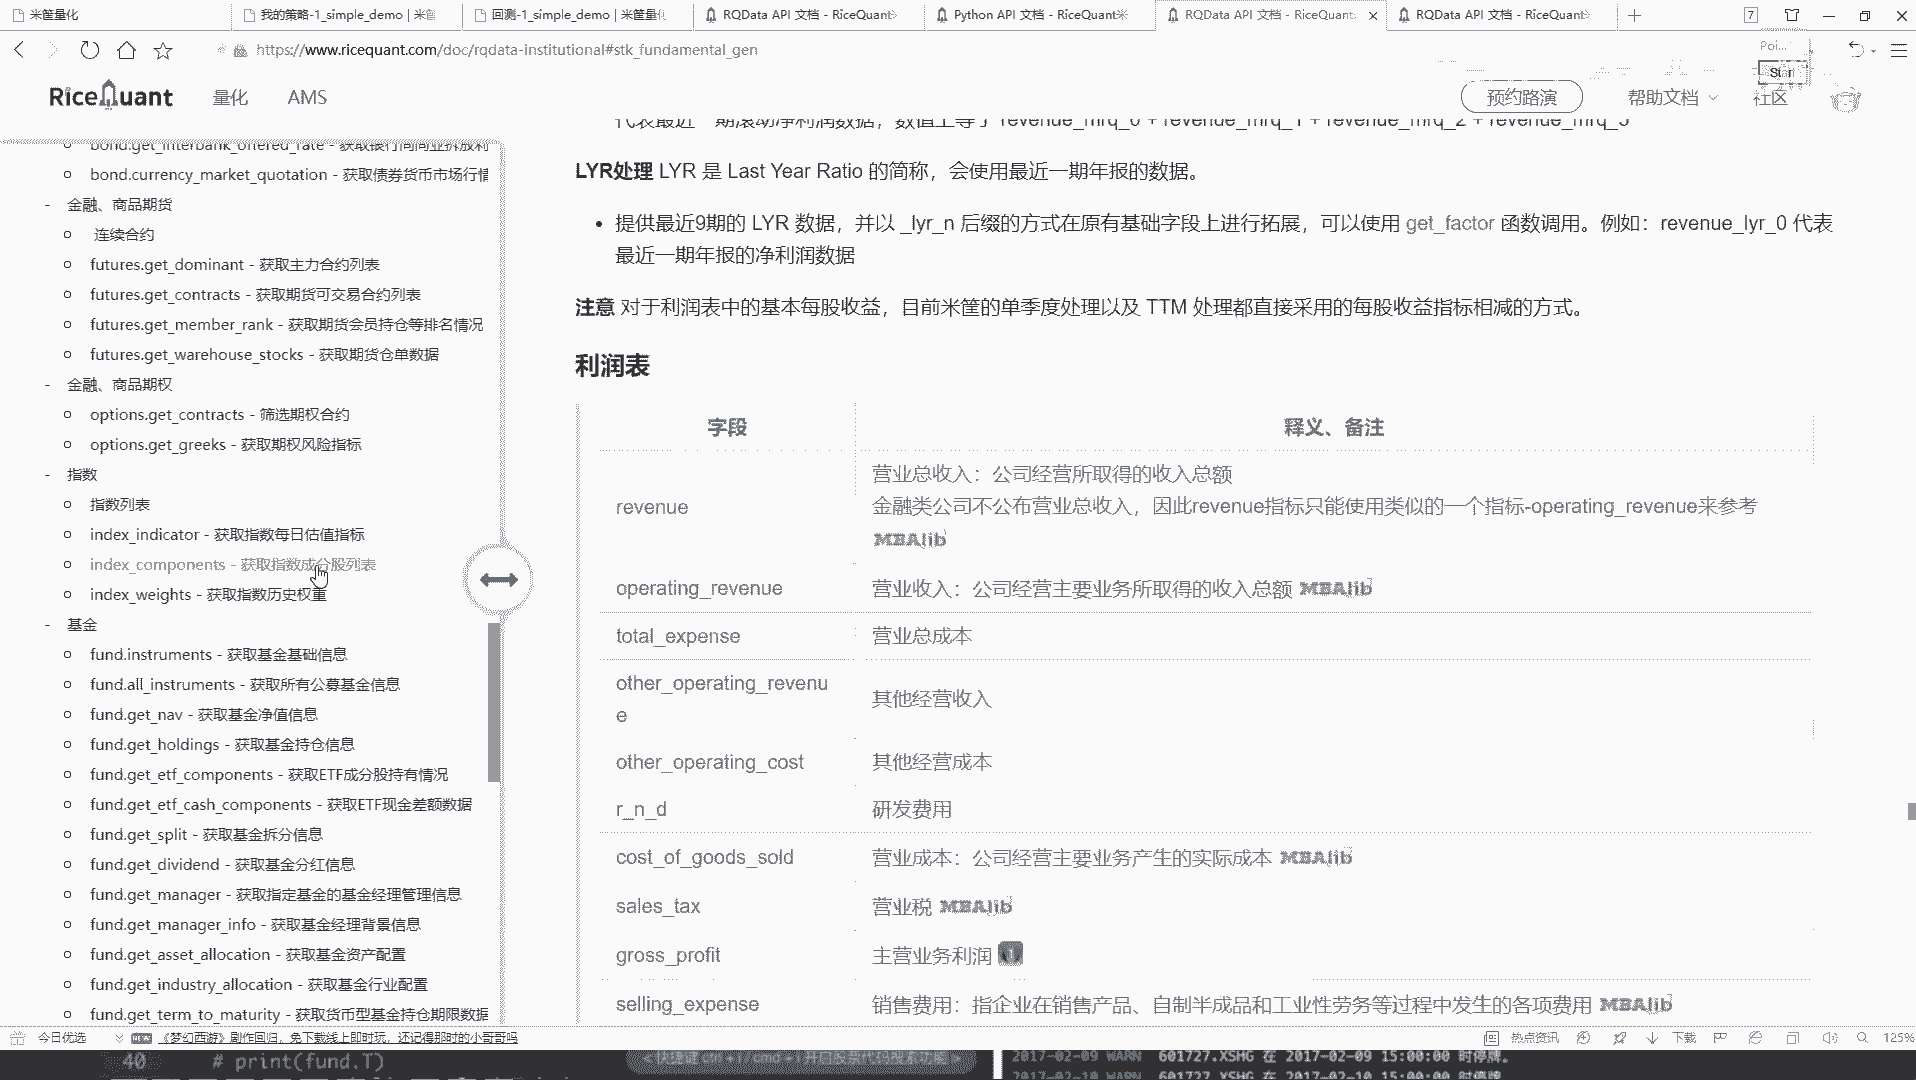 米筐量化
我的策略-1_simple_demo | 米筐
回测-1_simple_demo | 米筐量化
RQData API 文档 - RiceQuant
Python API 文档 - RiceQuant米
RQData API 文档 - RiceQuant
RQData API 文档 - RiceQuant
7
https://www.ricequant.com/doc/rqdata-institutional#stk_fundamental_gen
Poi...
Start
RiceQuant
量化
AMS
预约路演
帮助文档
社区
bond.get_interbank_offered_rate - 获取银行间同业拆放利
bond.currency_market_quotation - 获取债券货币市场行情
- 金融、商品期货
连续合约
futures.get_dominant - 获取主力合约列表
futures.get_contracts - 获取期货可交易合约列表
futures.get_member_rank - 获取期货会员持仓等排名情况
futures.get_warehouse_stocks - 获取期货仓单数据
- 金融、商品期权
options.get_contracts - 筛选期权合约
options.get_greeks - 获取期权风险指标
- 指数
指数列表
index_indicator - 获取指数每日估值指标
index_components - 获取指数成分股列表
index_weights - 获取指数历史权重
- 基金
fund.instruments - 获取基金基础信息
fund.all_instruments - 获取所有公募基金信息
fund.get_nav - 获取基金净值信息
fund.get_holdings - 获取基金持仓信息
fund.get_etf_components - 获取ETF成分股持有情况
fund.get_etf_cash_components - 获取ETF现金差额数据
fund.get_split - 获取基金拆分信息
fund.get_dividend - 获取基金分红信息
fund.get_manager - 获取指定基金的基金经理管理信息
fund.get_manager_info - 获取基金经理背景信息
fund.get_asset_allocation - 获取基金资产配置
fund.get_industry_allocation - 获取基金行业配置
fund.get_term_to_maturity - 获取货币型基金持仓期限数据
代表最近一期滚动净利润数据，数值上等于 revenue_mrq_0 + revenue_mrq_1 + revenue_mrq_2 + revenue_mrq_3
LYR处理 LYR 是 Last Year Ratio 的简称，会使用最近一期年报的数据。
• 提供最近9期的 LYR 数据，并以 _lyr_n 后缀的方式在原有基础字段上进行拓展，可以使用 get_factor 函数调用。例如：revenue_lyr_0 代表
最近一期年报的净利润数据
注意 对于利润表中的基本每股收益，目前米筐的单季度处理以及 TTM 处理都直接采用的每股收益指标相减的方式。
利润表
字段 释义、备注
营业总收入：公司经营所取得的收入总额
revenue 金融类公司不公布营业总收入，因此revenue指标只能使用类似的一个指标-operating_revenue来参考
MBAlib
operating_revenue 营业收入：公司经营主要业务所取得的收入总额 MBAlib
total_expense 营业总成本
other_operating_revenu
e 其他经营收入
other_operating_cost 其他经营成本
r_n_d 研发费用
cost_of_goods_sold 营业成本：公司经营主要业务产生的实际成本 MBAlib
sales_tax 营业税 MBAlib
gross_profit 主营业务利润
selling_expense 销售费用：指企业在销售产品、自制半成品和工业性劳务等过程中发生的各项费用 MBAlib
今日优选
NEW 《梦幻西游》剧作回归，免下载线上即时玩，还记得那时的小哥哥吗
热点资讯
下载
125%
40 # print(fund.T)
<快捷键 ctrl + i / cmd + i 开启股票代码搜索功能>
2017-02-09 WARN 601727.XSHG 在 2017-02-09 15:00:00 时停牌。
2017-02-10 WARN 601727.XSHG 在 2017-02-10 15:00:00 时停牌。